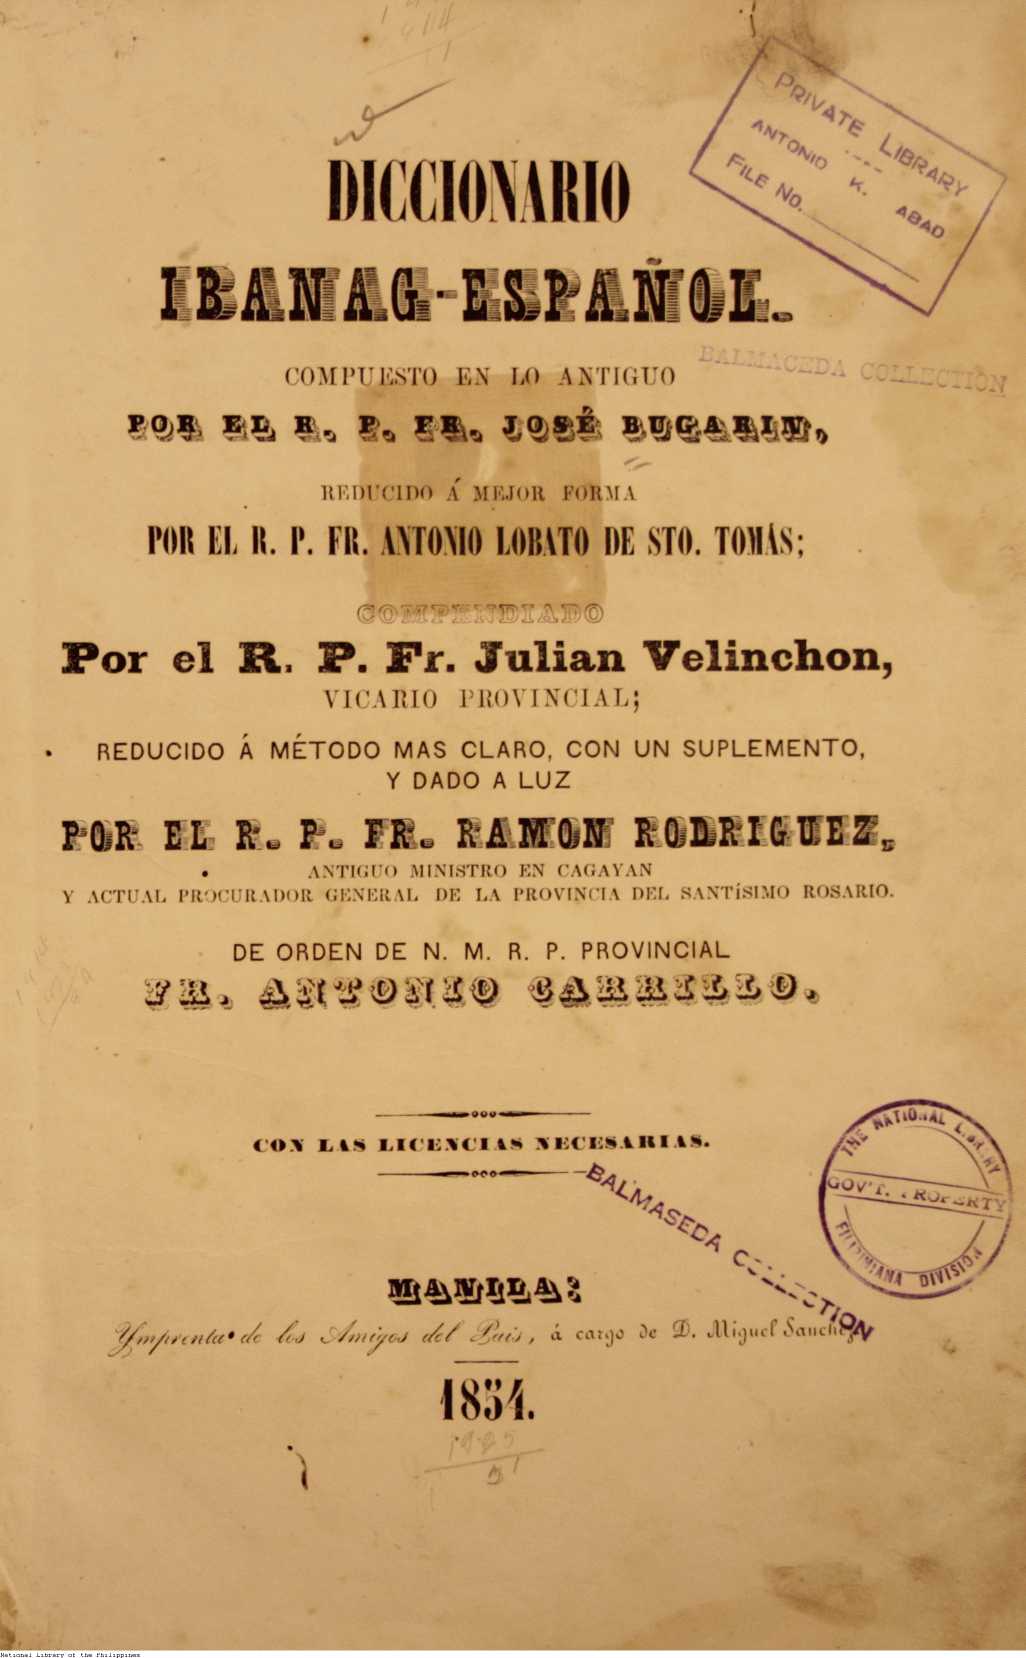 PRIVATE LIBRARY
ANTONIO K. ABAD
FILE NO.
DICCIONARIO
IBANAG-ESPAÑOL.
BALMACEDA COLLECTION
COMPUESTO EN LO ANTIGUO
POR EL R. P. FR. JOSÉ BUGARIN,
REDUCIDO Á MEJOR FORMA
POR EL R. P. FR. ANTONIO LOBATO DE STO. TOMÁS;
COMPENDIADO
Por el R. P. Fr. Julian Velinchon,
VICARIO PROVINCIAL;
REDUCIDO Á MÉTODO MAS CLARO, CON UN SUPLEMENTO,
Y DADO A LUZ
POR EL R. P. FR. RAMON RODRIGUEZ,
ANTIGUO MINISTRO EN CAGAYAN
Y ACTUAL PROCURADOR GENERAL DE LA PROVINCIA DEL SANTÍSIMO ROSARIO.
DE ORDEN DE N. M. R. P. PROVINCIAL
FR. ANTONIO CARRILLO.
CON LAS LICENCIAS NECESARIAS.
THE NATIONAL LIBRARY
GOV'T. PROPERTY
FILIPINIANA DIVISION
BALMASEDA COLLECTION
MANILA:
Ymprenta de los Amigos del Pais, á cargo de D. Miguel Sanchez
1854.
National Library of the Philippines